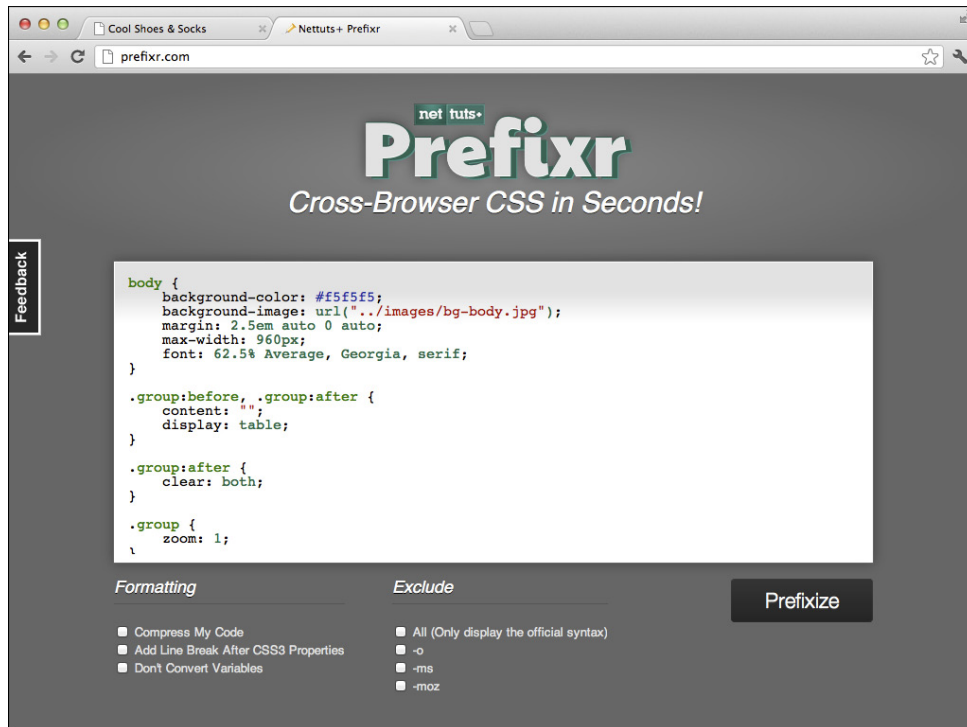 Cool Shoes & Socks
Nettuts+ Prefixr
prefixr.com
net tuts+
Prefixr
Cross-Browser CSS in Seconds!
Feedback
body {
    background-color: #f5f5f5;
    background-image: url("../images/bg-body.jpg");
    margin: 2.5em auto 0 auto;
    max-width: 960px;
    font: 62.5% Average, Georgia, serif;
}
.group:before, .group:after {
    content: "";
    display: table;
}
.group:after {
    clear: both;
}
.group {
    zoom: 1;
}
Formatting
Compress My Code
Add Line Break After CSS3 Properties
Don't Convert Variables
Exclude
All (Only display the official syntax)
-o
-ms
-moz
Prefixize